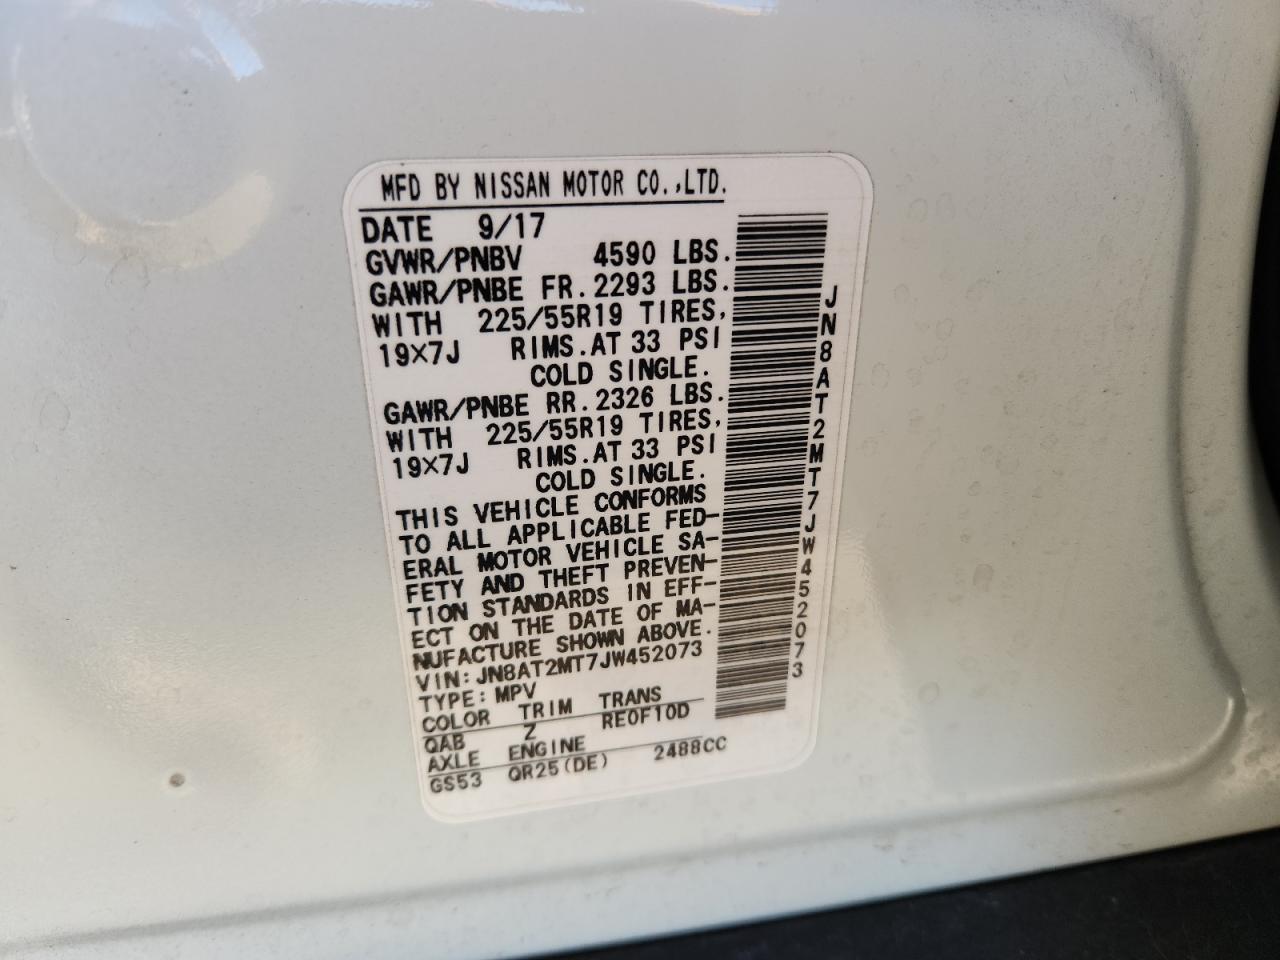 MFD BY NISSAN MOTOR CO.,LTD.
DATE 9/17
GVWR/PNBV 4590 LBS.
GAWR/PNBE FR. 2293 LBS.
WITH 225/55R19 TIRES,
19×7J RIMS. AT 33 PSI
COLD SINGLE.
GAWR/PNBE RR. 2326 LBS.
WITH 225/55R19 TIRES,
19×7J RIMS. AT 33 PSI
COLD SINGLE.
THIS VEHICLE CONFORMS
TO ALL APPLICABLE FED-
ERAL MOTOR VEHICLE SA-
FETY AND THEFT PREVEN-
TION STANDARDS IN EFF-
ECT ON THE DATE OF MA-
NUFACTURE SHOWN ABOVE.
VIN: JN8AT2MT7JW452073
TYPE: MPV
COLOR TRIM TRANS
QAB Z RE0F10D
AXLE ENGINE
GS53 QR25(DE) 2488CC
JN8AT2MT7JW452073